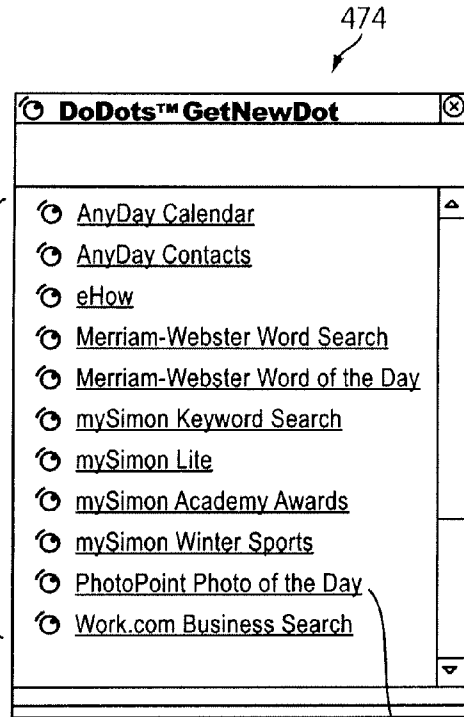 474
DoDots™ GetNewDot
AnyDay Calendar
AnyDay Contacts
eHow
Merriam-Webster Word Search
Merriam-Webster Word of the Day
mySimon Keyword Search
mySimon Lite
mySimon Academy Awards
mySimon Winter Sports
PhotoPoint Photo of the Day
Work.com Business Search